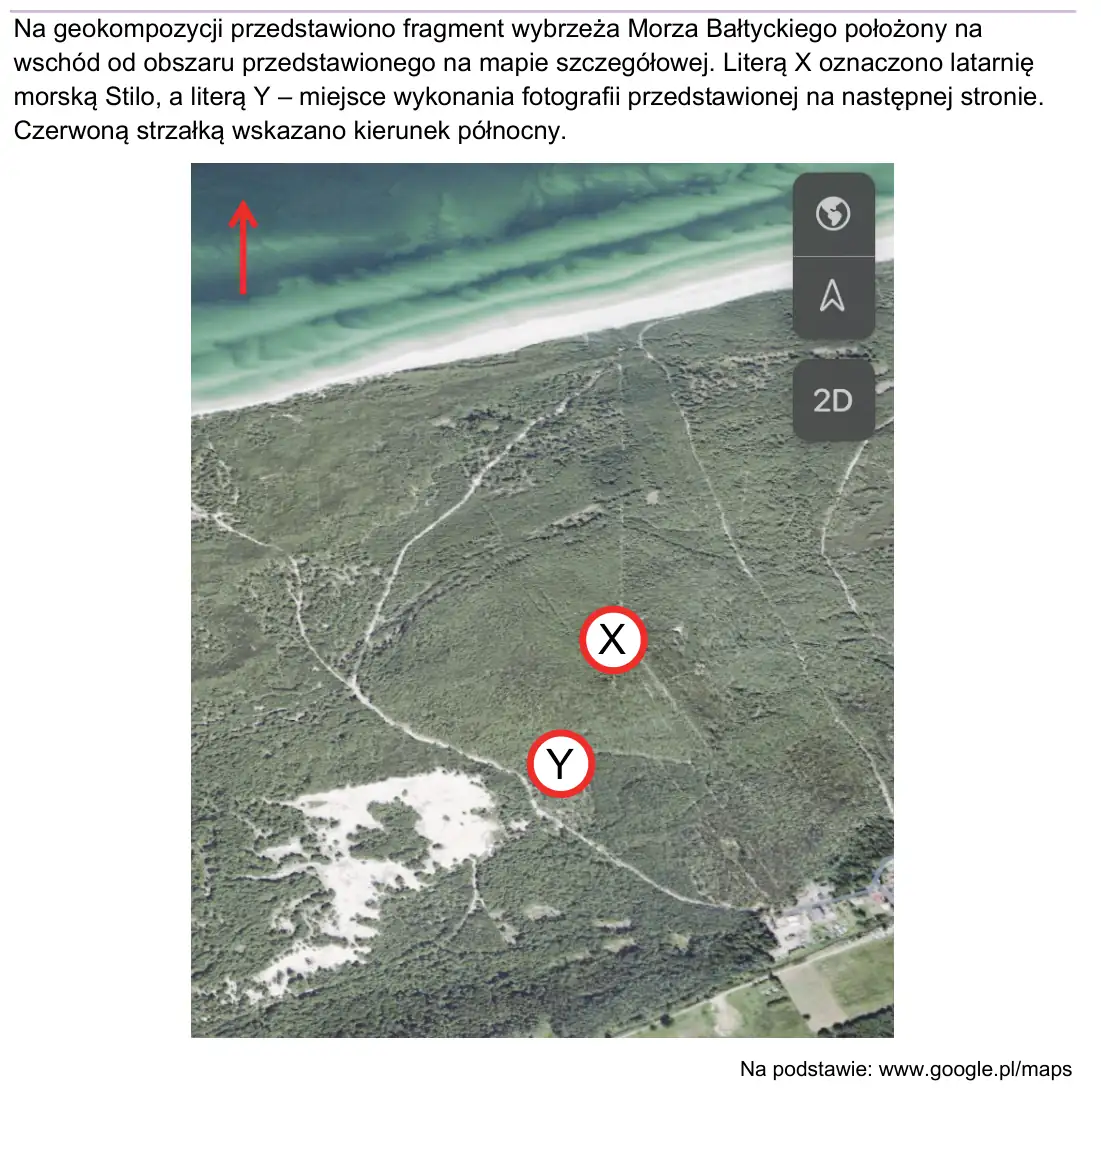 Na geokompozycji przedstawiono fragment wybrzeża Morza Bałtyckiego położony na
wschód od obszaru przedstawionego na mapie szczegółowej. Literą X oznaczono latarnię
morską Stilo, a literą Y – miejsce wykonania fotografii przedstawionej na następnej stronie.
Czerwoną strzałką wskazano kierunek północny.
2D
X
Y
Na podstawie: www.google.pl/maps